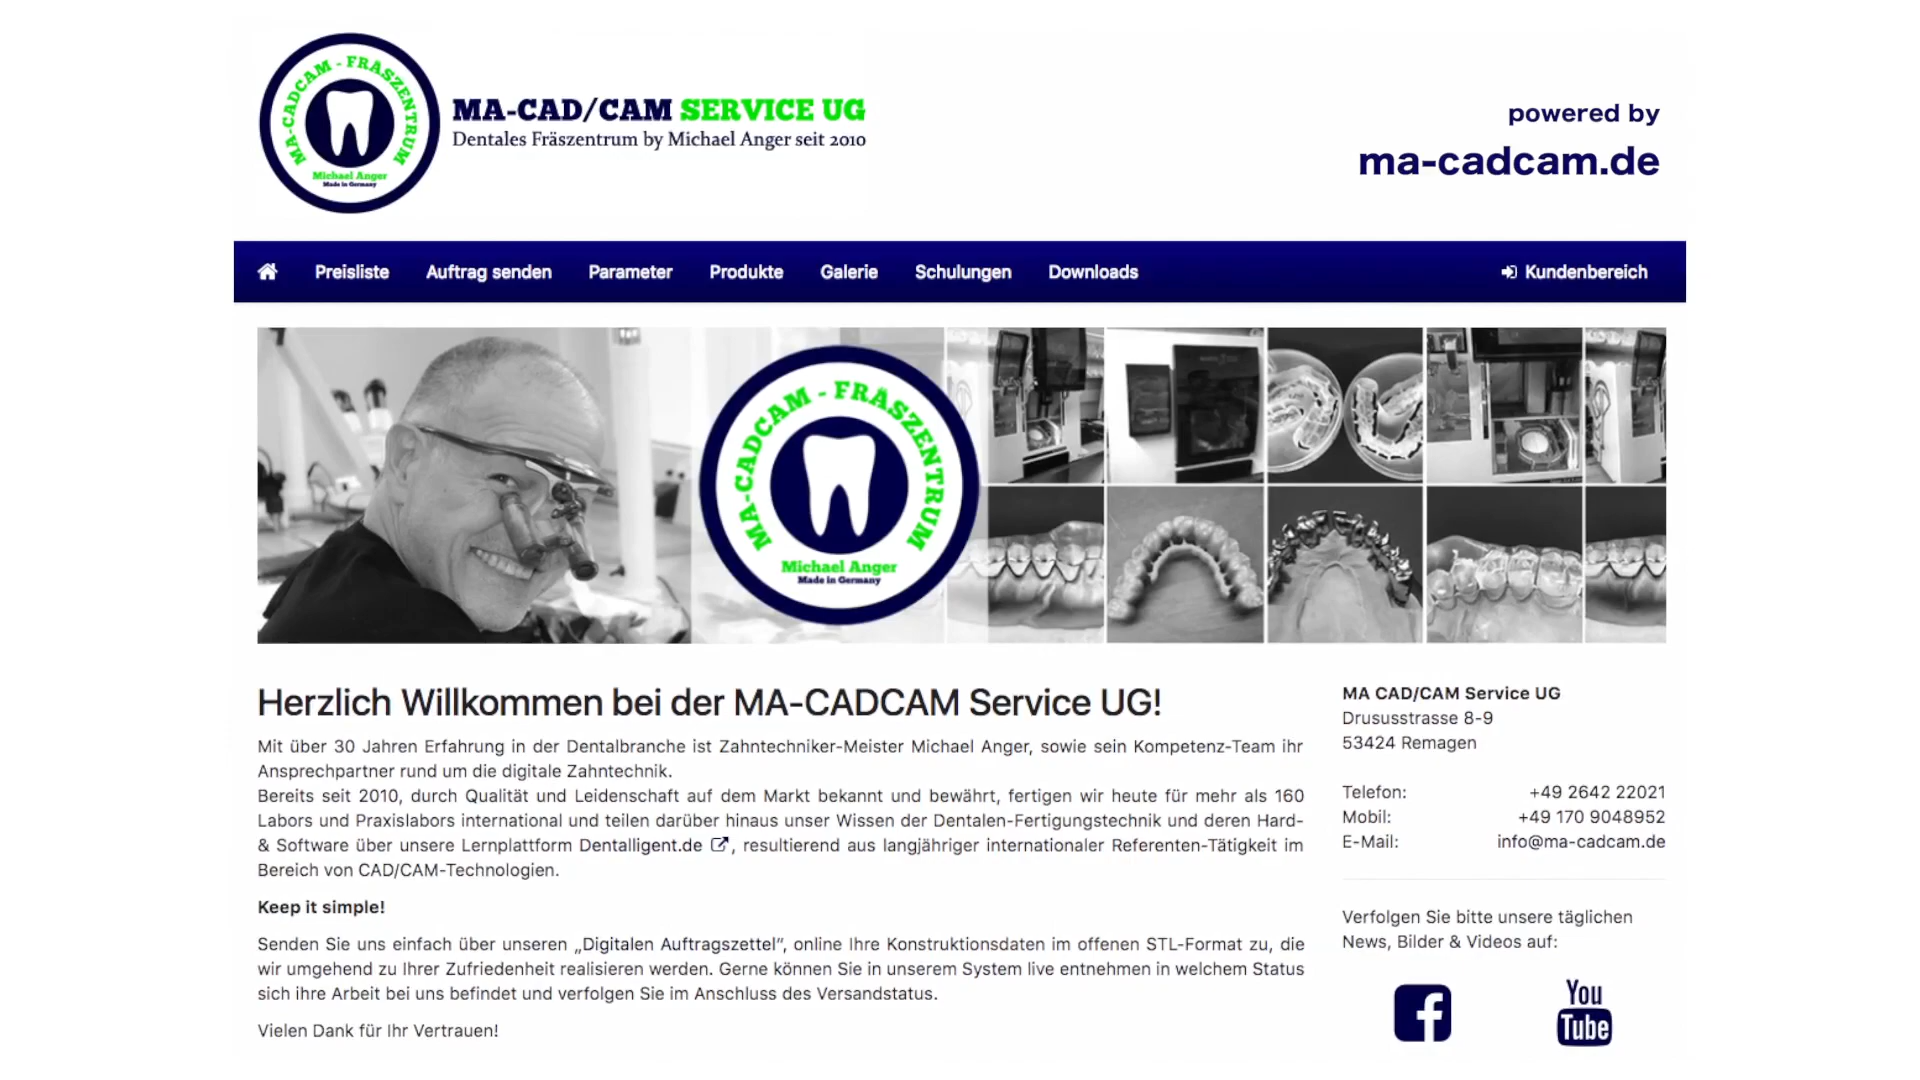 MA-CADCAM - FRÄSZENTRUM
Michael Anger
Made in Germany
MA-CAD/CAM SERVICE UG
Dentales Fräszentrum by Michael Anger seit 2010
powered by
ma-cadcam.de
Preisliste Auftrag senden Parameter Produkte Galerie Schulungen Downloads Kundenbereich
MA-CADCAM - FRÄSZENTRUM
Michael Anger
Made in Germany
Herzlich Willkommen bei der MA-CADCAM Service UG!
Mit über 30 Jahren Erfahrung in der Dentalbranche ist Zahntechniker-Meister Michael Anger, sowie sein Kompetenz-Team ihr
Ansprechpartner rund um die digitale Zahntechnik.
Bereits seit 2010, durch Qualität und Leidenschaft auf dem Markt bekannt und bewährt, fertigen wir heute für mehr als 160
Labors und Praxislabors international und teilen darüber hinaus unser Wissen der Dentalen-Fertigungstechnik und deren Hard-
& Software über unsere Lernplattform Dentalligent.de , resultierend aus langjähriger internationaler Referenten-Tätigkeit im
Bereich von CAD/CAM-Technologien.
Keep it simple!
Senden Sie uns einfach über unseren „Digitalen Auftragszettel“, online Ihre Konstruktionsdaten im offenen STL-Format zu, die
wir umgehend zu Ihrer Zufriedenheit realisieren werden. Gerne können Sie in unserem System live entnehmen in welchem Status
sich ihre Arbeit bei uns befindet und verfolgen Sie im Anschluss des Versandstatus.
Vielen Dank für Ihr Vertrauen!
MA CAD/CAM Service UG
Drususstrasse 8-9
53424 Remagen
Telefon: +49 2642 22021
Mobil: +49 170 9048952
E-Mail: info@ma-cadcam.de
Verfolgen Sie bitte unsere täglichen
News, Bilder & Videos auf:
You
Tube